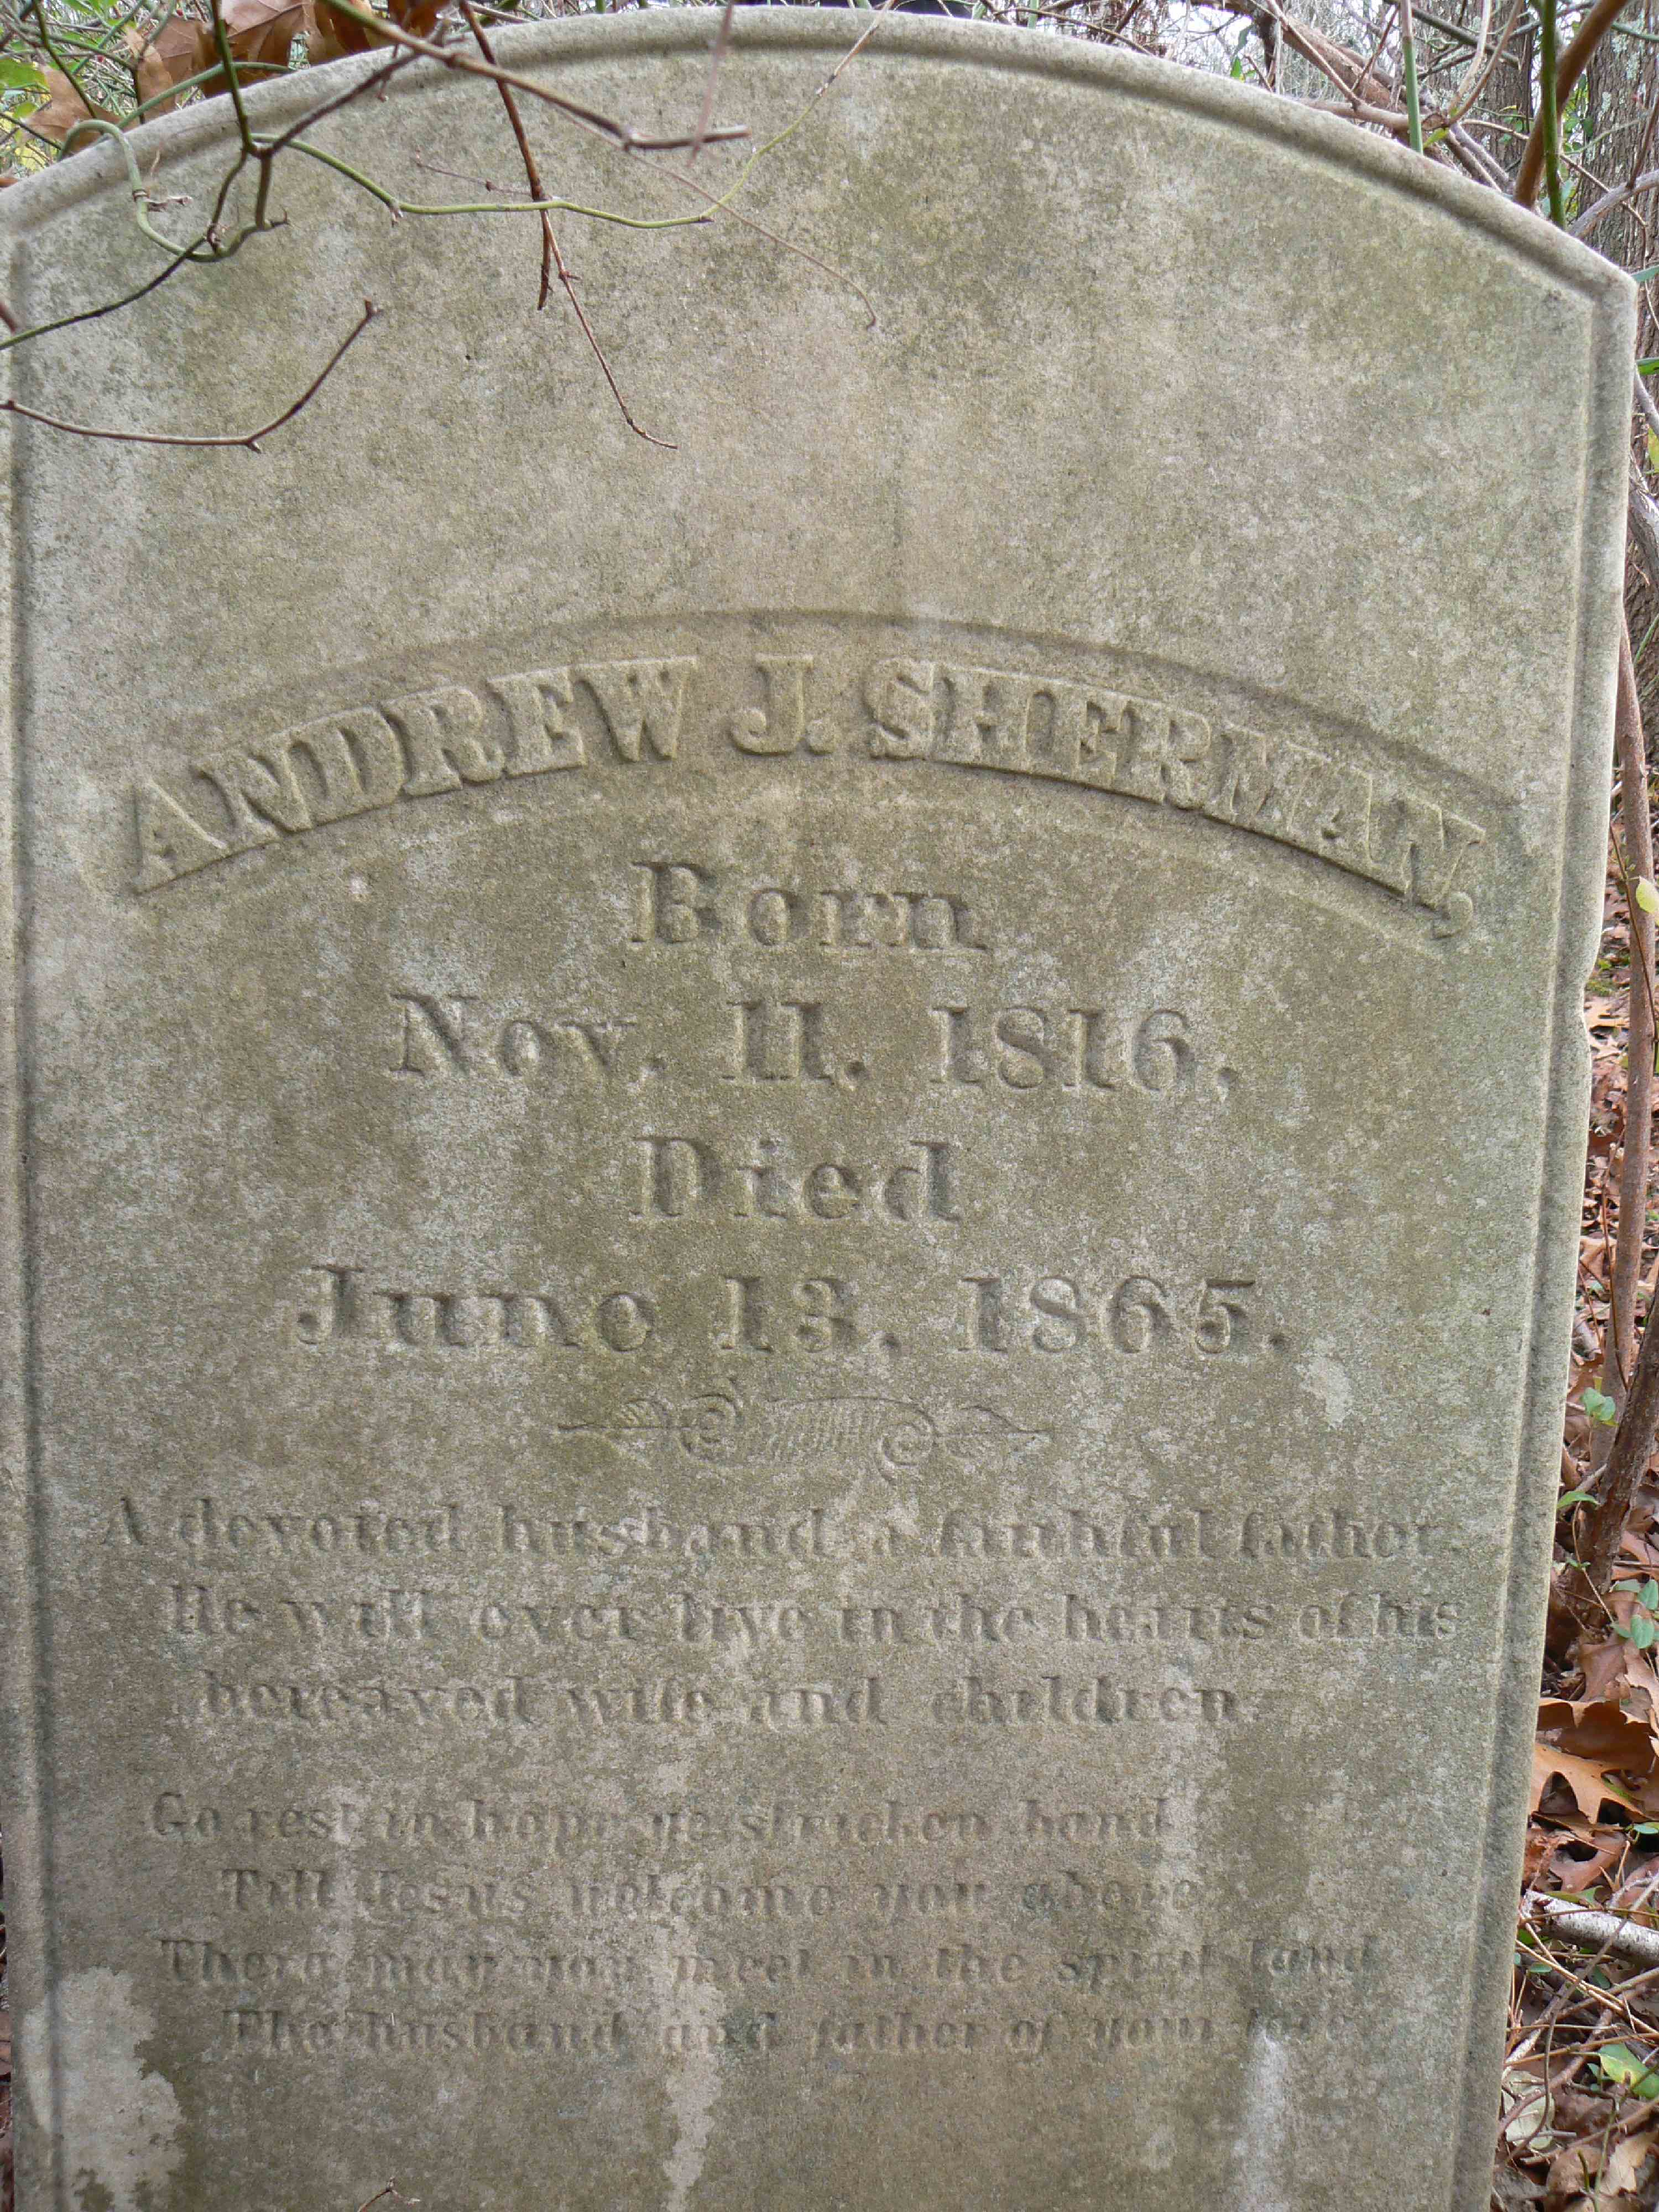 ANDREW J. SHERMAN,
Born
Nov. 11. 1816.
Died
June 13, 1865.
A devoted husband, a faithful father.
He will ever live in the hearts of his
bereaved wife and children.
Go rest in hope ye stricken band
Till Jesus welcome you above
There may you meet in the spirit land
The husband and father of your love